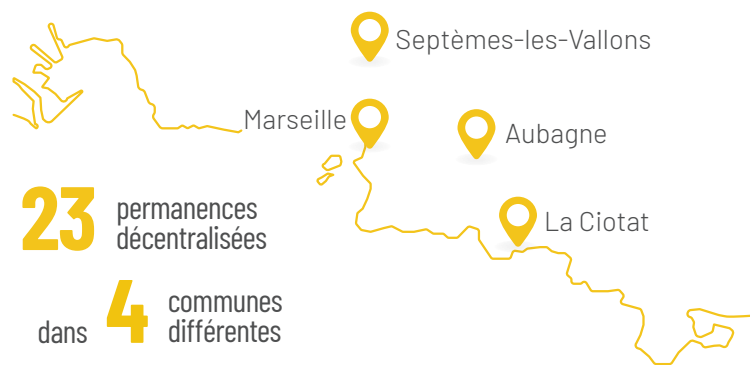 Septèmes-les-Vallons
Marseille
Aubagne
La Ciotat
23 permanences
décentralisées
dans 4 communes
différentes